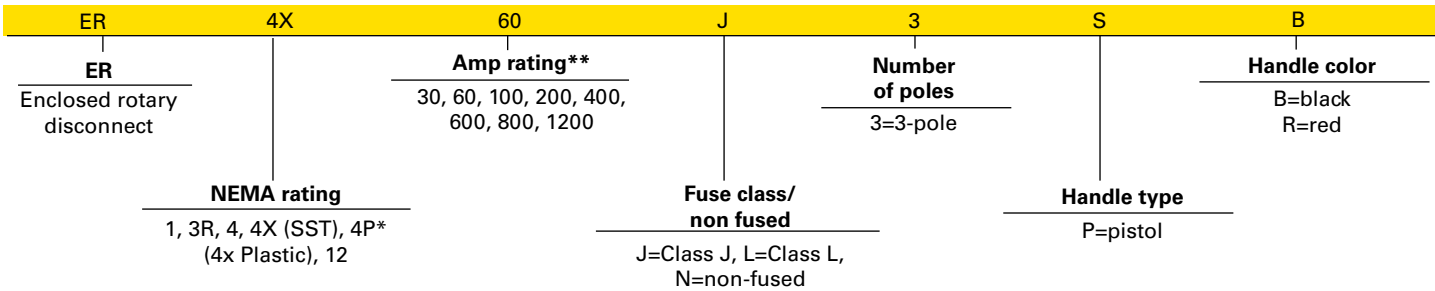 ER 4X 60 J 3 S B
ER
Enclosed rotary
disconnect
NEMA rating
1, 3R, 4, 4X (SST), 4P*
(4x Plastic), 12
Amp rating**
30, 60, 100, 200, 400,
600, 800, 1200
Fuse class/
non fused
J=Class J, L=Class L,
N=non-fused
Number
of poles
3=3-pole
Handle type
P=pistol
Handle color
B=black
R=red